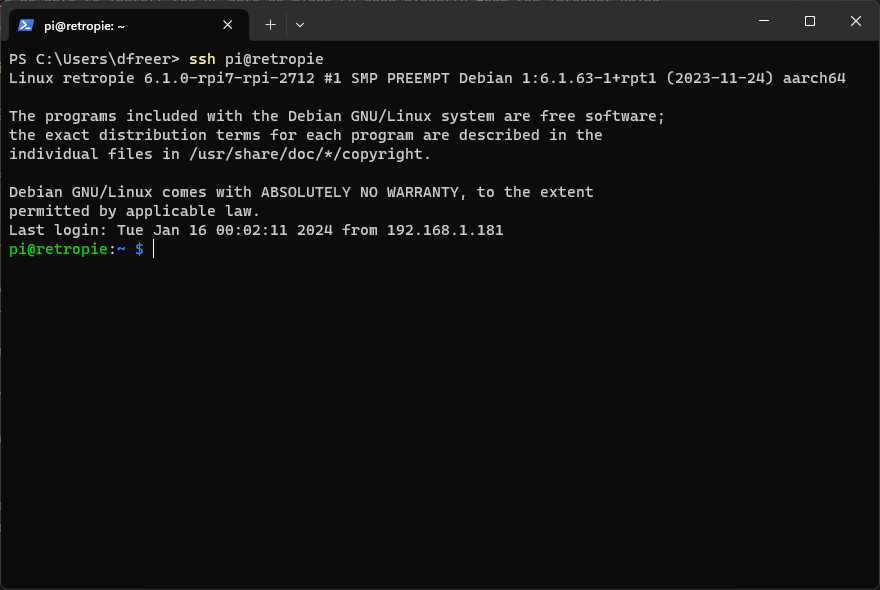 pi@retropie: ~
PS C:\Users\dfreer> ssh pi@retropie
Linux retropie 6.1.0-rpi7-rpi-2712 #1 SMP PREEMPT Debian 1:6.1.63-1+rpt1 (2023-11-24) aarch64
The programs included with the Debian GNU/Linux system are free software;
the exact distribution terms for each program are described in the
individual files in /usr/share/doc/*/copyright.
Debian GNU/Linux comes with ABSOLUTELY NO WARRANTY, to the extent
permitted by applicable law.
Last login: Tue Jan 16 00:02:11 2024 from 192.168.1.181
pi@retropie:~ $